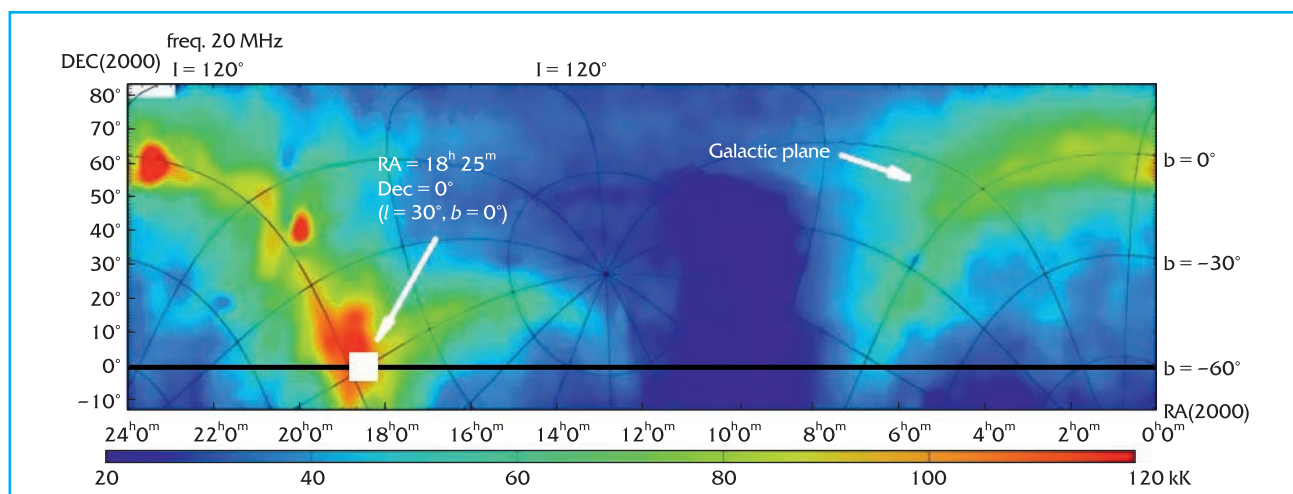 freq. 20 MHz
DEC(2000)
l = 120° l = 120°
80°
70°
60°
50°
40°
30°
20°
10°
0°
−10°
RA = 18ʰ 25ᵐ
Dec = 0°
(l = 30°, b = 0°)
Galactic plane
b = 0°
b = −30°
b = −60°
RA(2000)
24ʰ0ᵐ 22ʰ0ᵐ 20ʰ0ᵐ 18ʰ0ᵐ 16ʰ0ᵐ 14ʰ0ᵐ 12ʰ0ᵐ 10ʰ0ᵐ 8ʰ0ᵐ 6ʰ0ᵐ 4ʰ0ᵐ 2ʰ0ᵐ 0ʰ0ᵐ
20 40 60 80 100 120 kK